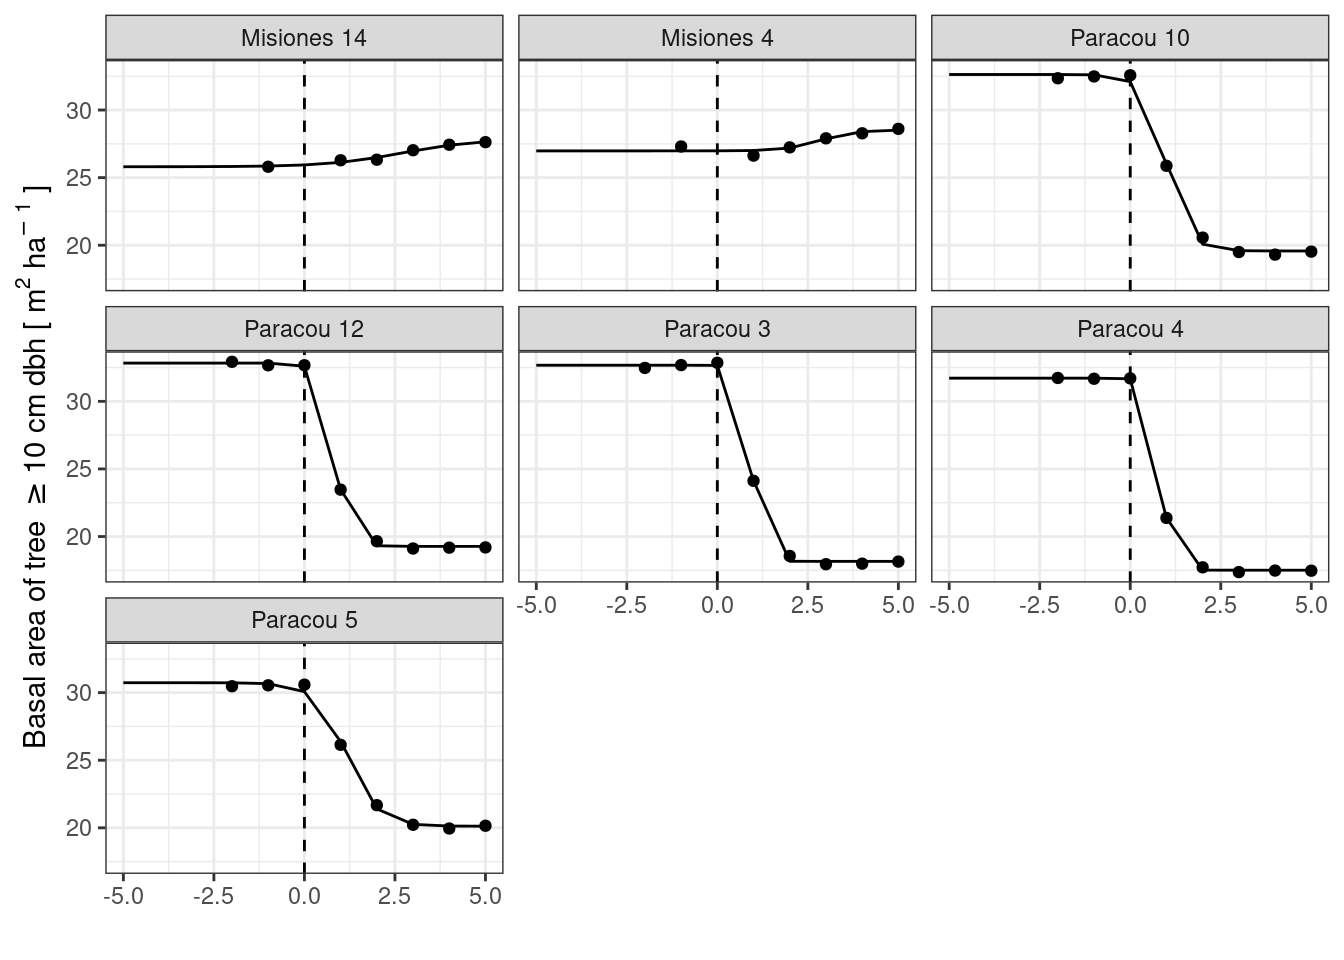 Basal area of tree ≥ 10 cm dbh [ m² ha⁻ ¹ ]
Misiones 14
Misiones 4
Paracou 10
30
25
20
Paracou 12
Paracou 3
Paracou 4
30
25
20
-5.0 -2.5 0.0 2.5 5.0
-5.0 -2.5 0.0 2.5 5.0
Paracou 5
30
25
20
-5.0 -2.5 0.0 2.5 5.0